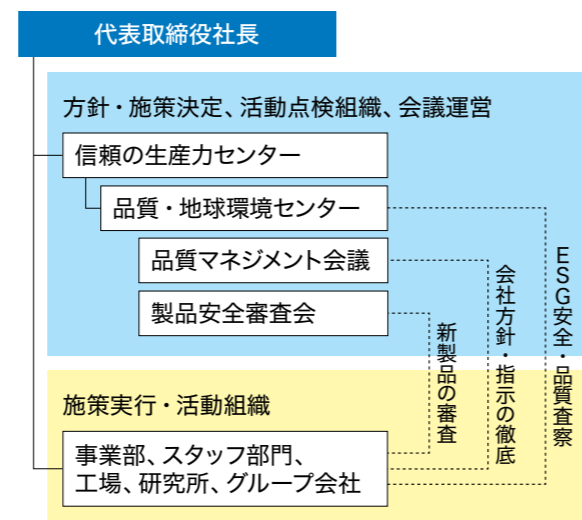 代表取締役社長
方針・施策決定、活動点検組織、会議運営
信頼の生産力センター
品質・地球環境センター
品質マネジメント会議
製品安全審査会
新製品の審査
会社方針・指示の徹底
ESG安全・品質査察
施策実行・活動組織
事業部、スタッフ部門、
工場、研究所、グループ会社